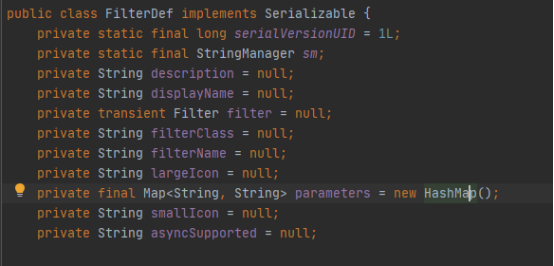 public class FilterDef implements Serializable {
private static final long serialVersionUID = 1L;
private static final StringManager sm;
private String description = null;
private String displayName = null;
private transient Filter filter = null;
private String filterClass = null;
private String filterName = null;
private String largeIcon = null;
private final Map<String, String> parameters = new HashMap();
private String smallIcon = null;
private String asyncSupported = null;